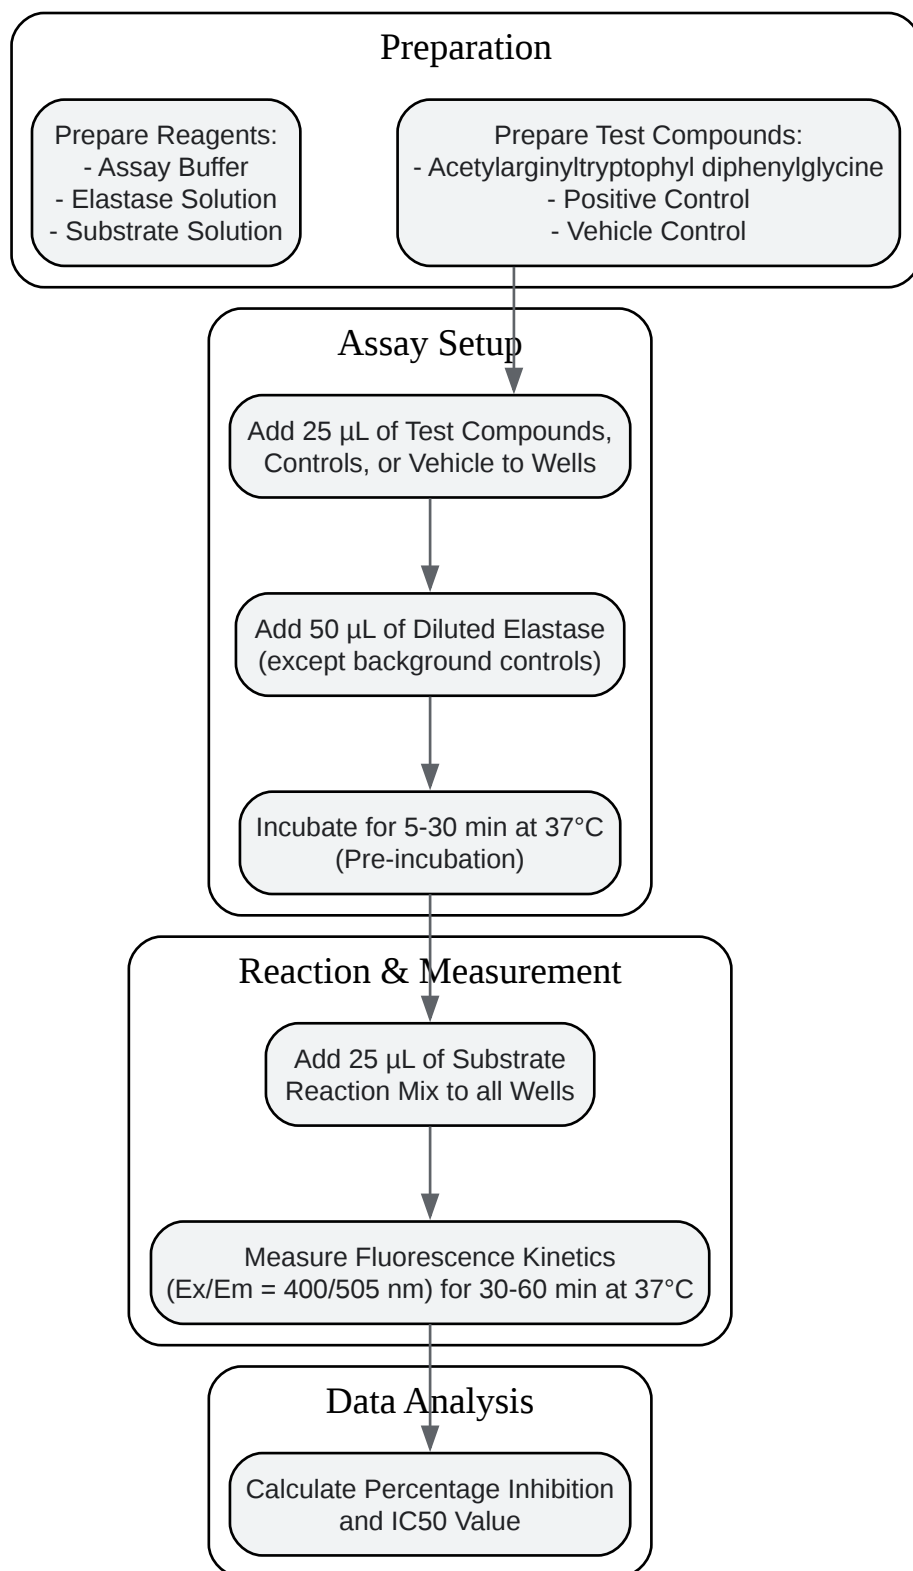 Preparation
Prepare Reagents:
- Assay Buffer
- Elastase Solution
- Substrate Solution
Prepare Test Compounds:
- Acetylarginyltryptophyl diphenylglycine
- Positive Control
- Vehicle Control
Assay Setup
Add 25 µL of Test Compounds,
Controls, or Vehicle to Wells
Add 50 µL of Diluted Elastase
(except background controls)
Incubate for 5-30 min at 37°C
(Pre-incubation)
Reaction & Measurement
Add 25 µL of Substrate
Reaction Mix to all Wells
Measure Fluorescence Kinetics
(Ex/Em = 400/505 nm) for 30-60 min at 37°C
Data Analysis
Calculate Percentage Inhibition
and IC50 Value